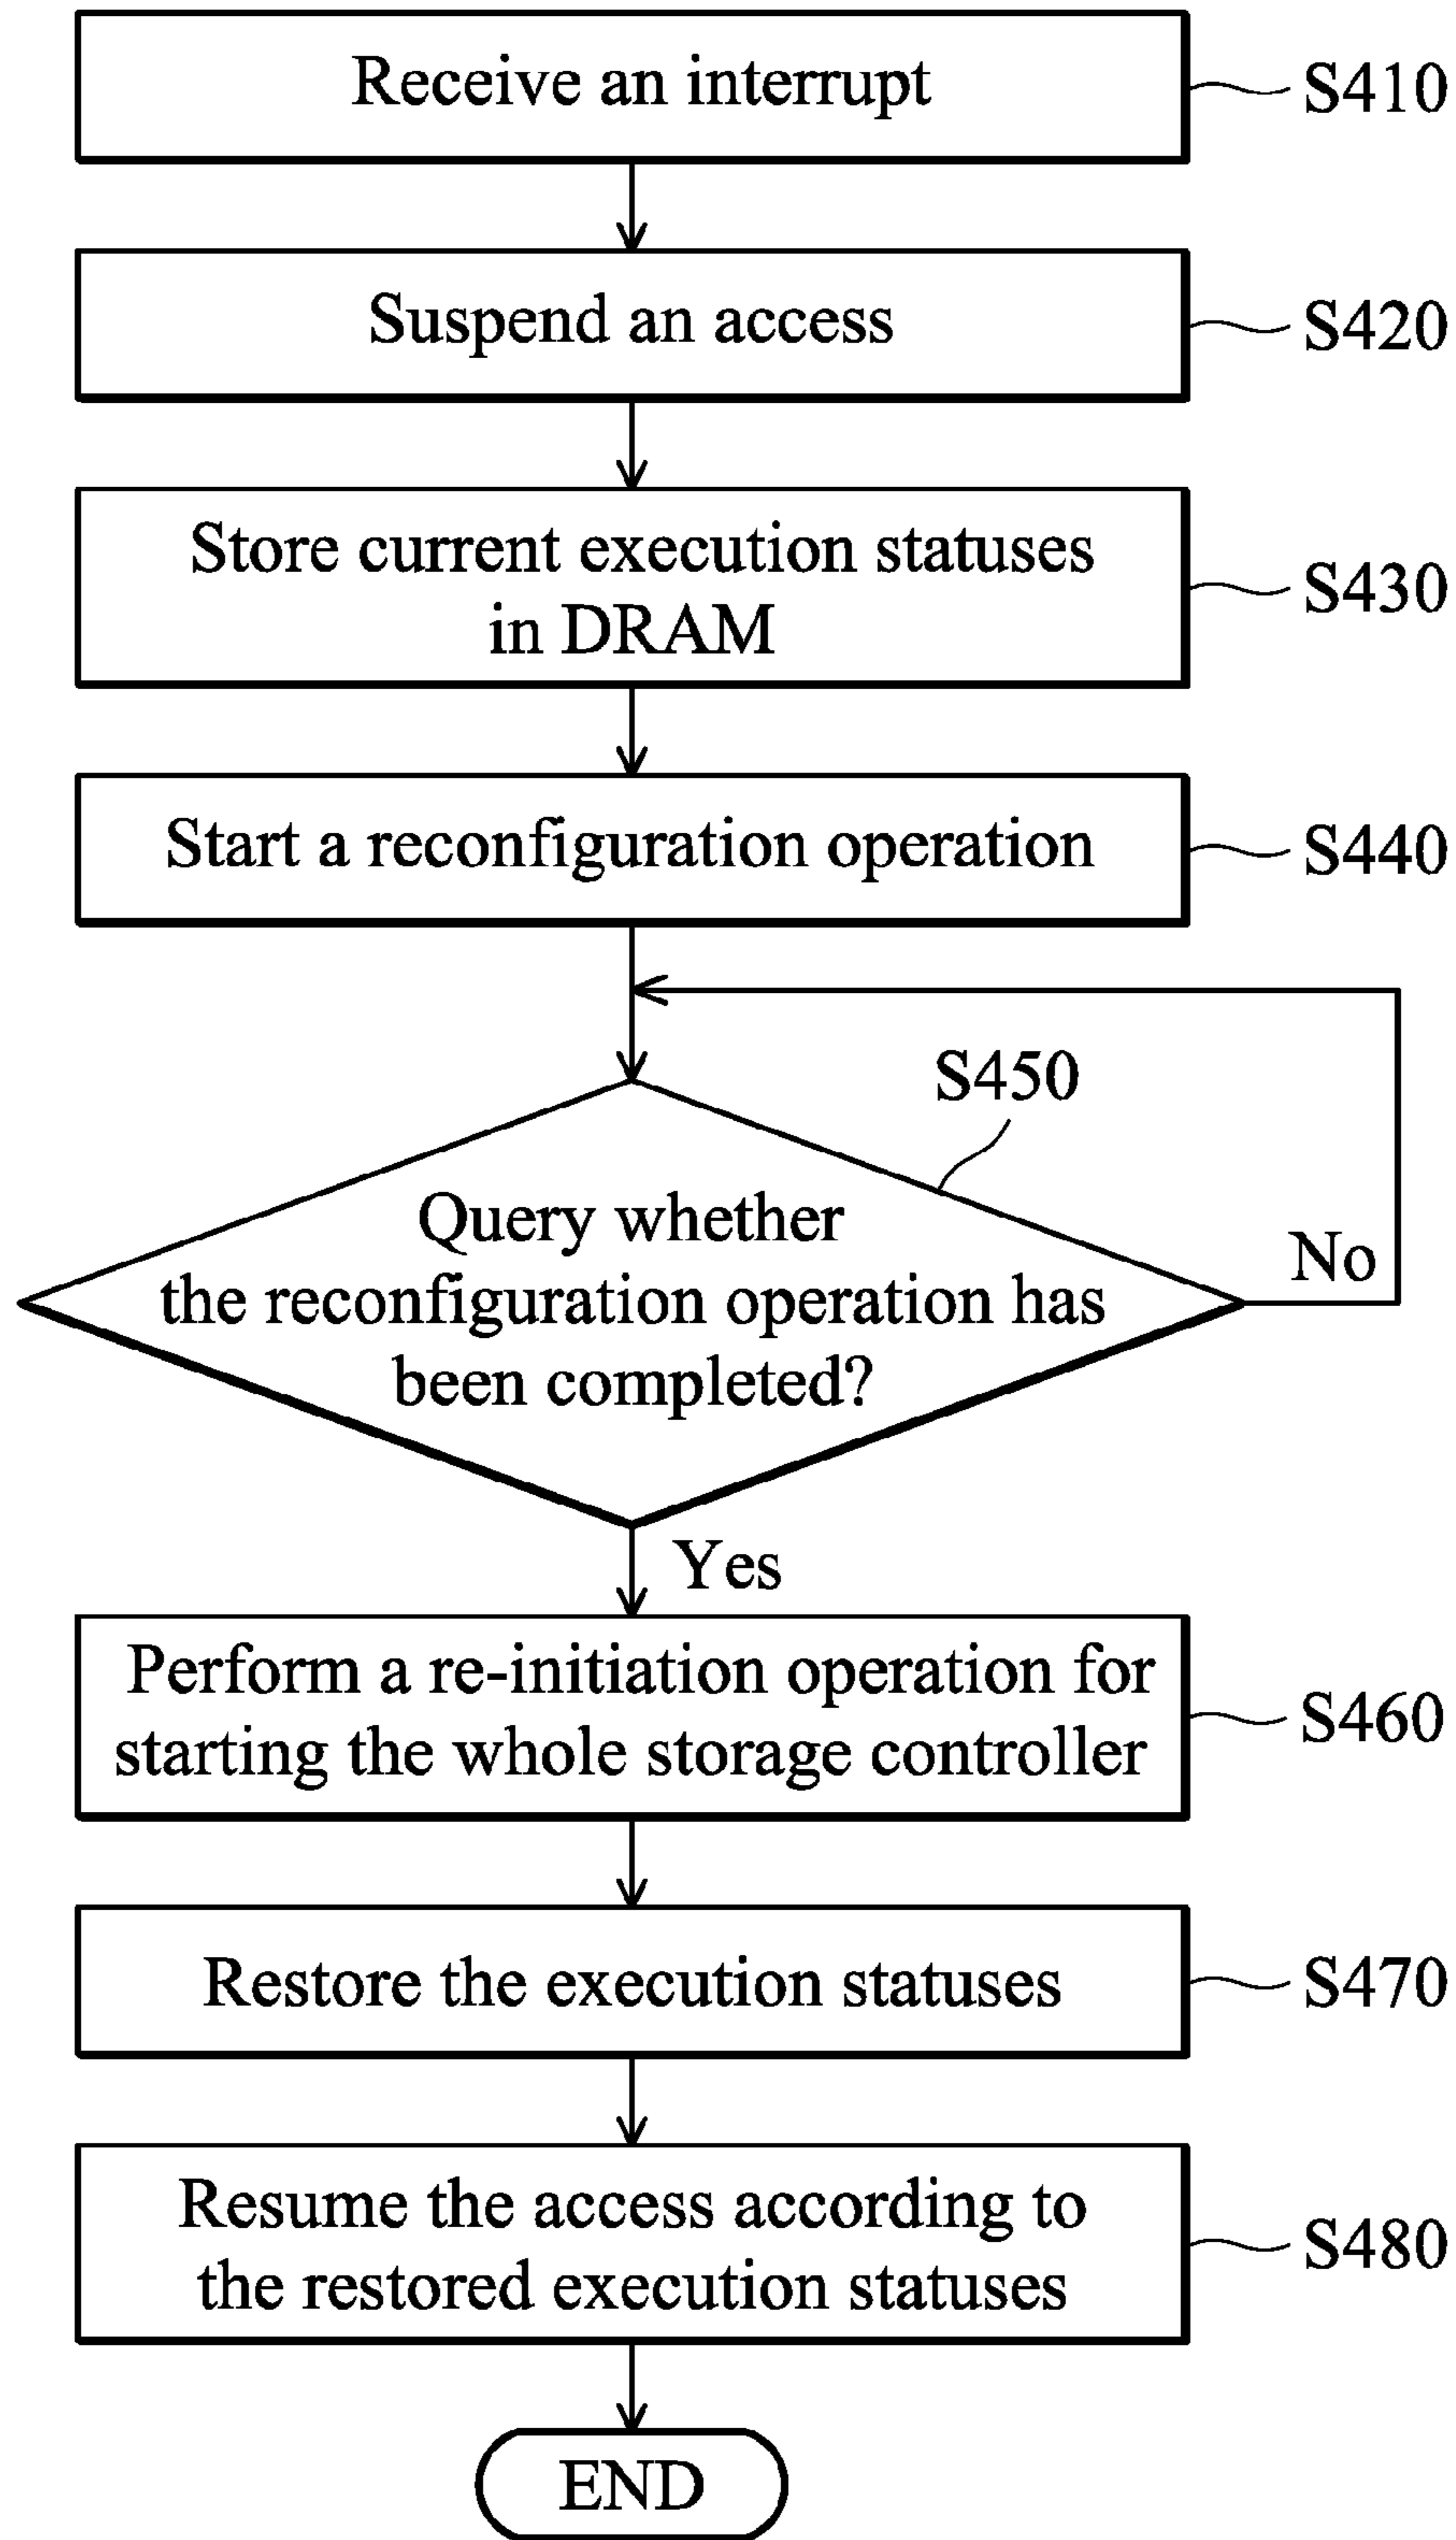 Receive an interrupt
S410
Suspend an access
S420
Store current execution statuses
in DRAM
S430
Start a reconfiguration operation
S440
S450
Query whether
the reconfiguration operation has
been completed?
No
Yes
Perform a re-initiation operation for
starting the whole storage controller
S460
Restore the execution statuses
S470
Resume the access according to
the restored execution statuses
S480
END